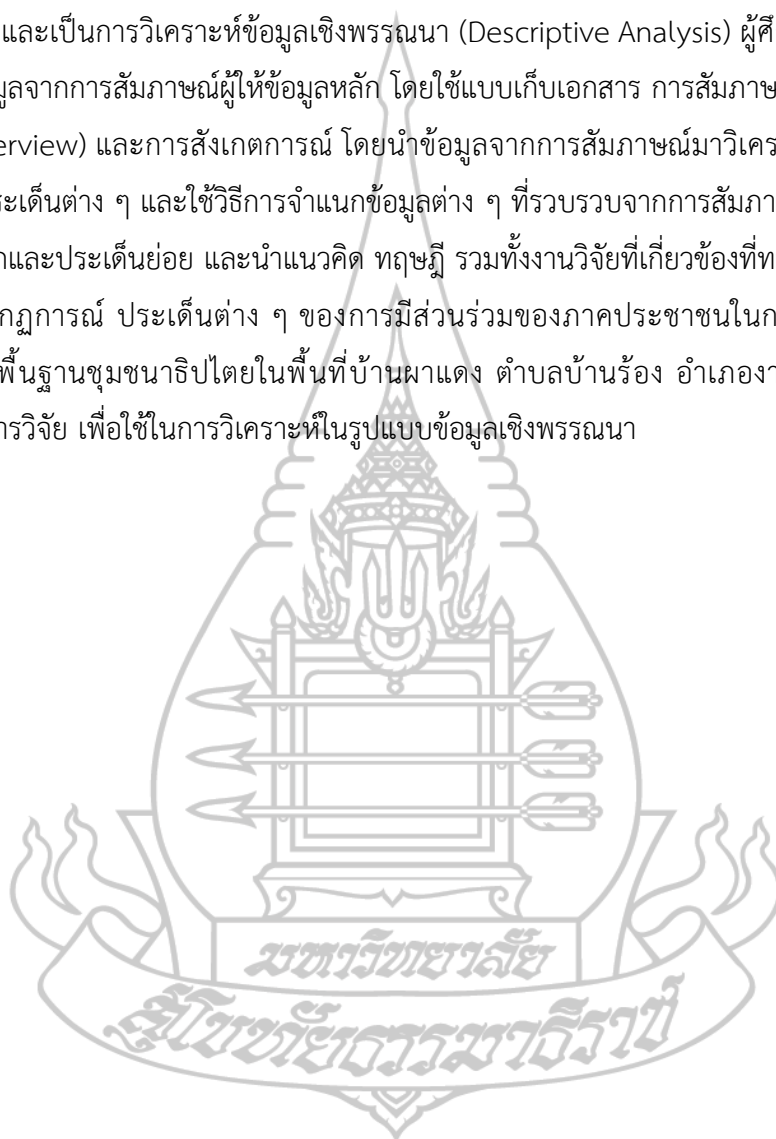 และเป็นการวิเคราะห์ข้อมูลเชิงพรรณนา (Descriptive Analysis) ผู้ศึ
มูลจากการสัมภาษณ์ผู้ให้ข้อมูลหลัก โดยใช้แบบเก็บเอกสาร การสัมภาษ
erview) และการสังเกตการณ์ โดยนำข้อมูลจากการสัมภาษณ์มาวิเคร
ระเด็นต่าง ๆ และใช้วิธีการจำแนกข้อมูลต่าง ๆ ที่รวบรวบจากการสัมภา
าและประเด็นย่อย และนำแนวคิด ทฤษฎี รวมทั้งงานวิจัยที่เกี่ยวข้องที่ท
กฏการณ์ ประเด็นต่าง ๆ ของการมีส่วนร่วมของภาคประชาชนในก
พื้นฐานชุมชนาธิปไตยในพื้นที่บ้านผาแดง ตำบลบ้านร้อง อำเภองา
ารวิจัย เพื่อใช้ในการวิเคราะห์ในรูปแบบข้อมูลเชิงพรรณนา
มหาวิทยาลัย
สุโขทัยธรรมาธิราช